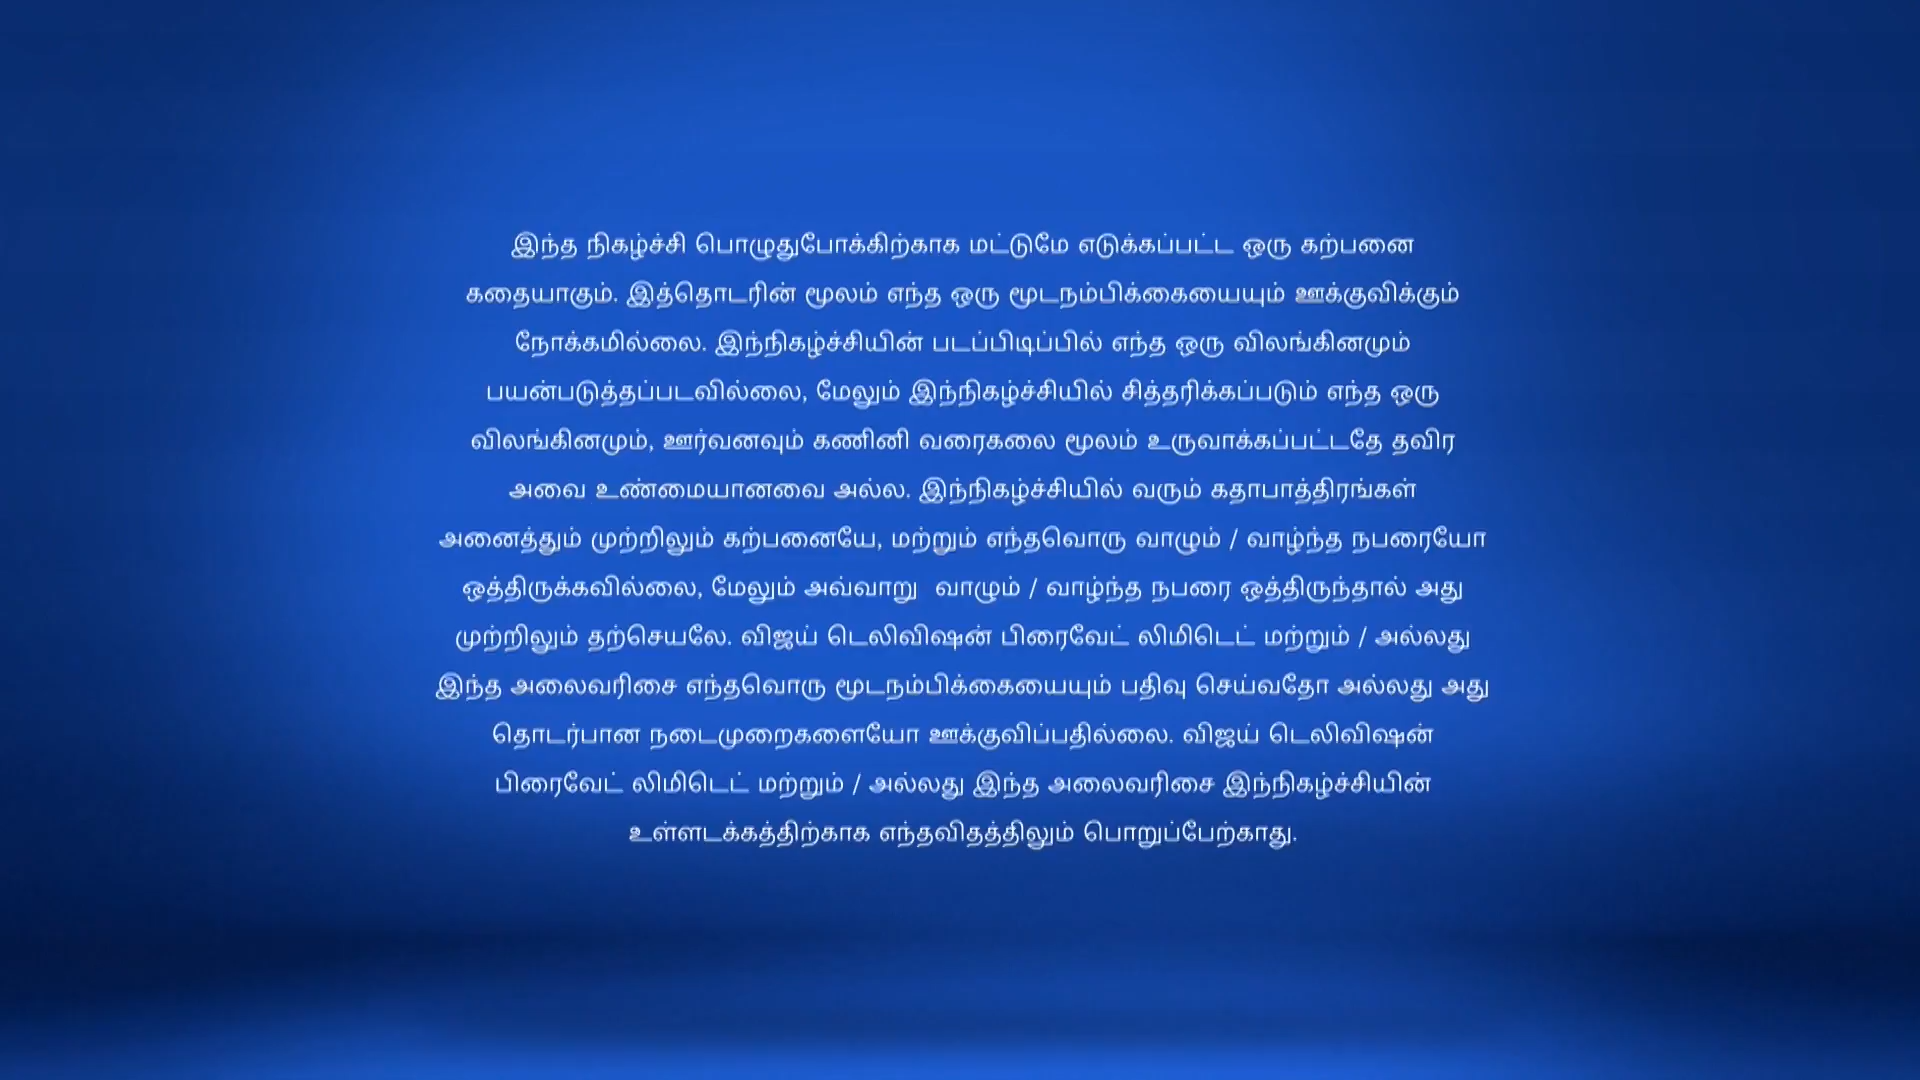 இந்த நிகழ்ச்சி பொழுதுபோக்கிற்காக மட்டுமே எடுக்கப்பட்ட ஒரு கற்பனை
கதையாகும். இத்தொடரின் மூலம் எந்த ஒரு மூடநம்பிக்கையையும் ஊக்குவிக்கும்
நோக்கமில்லை. இந்நிகழ்ச்சியின் படப்பிடிப்பில் எந்த ஒரு விலங்கினமும்
பயன்படுத்தப்படவில்லை, மேலும் இந்நிகழ்ச்சியில் சித்தரிக்கப்படும் எந்த ஒரு
விலங்கினமும், ஊர்வனவும் கணினி வரைகலை மூலம் உருவாக்கப்பட்டதே தவிர
அவை உண்மையானவை அல்ல. இந்நிகழ்ச்சியில் வரும் கதாபாத்திரங்கள்
அனைத்தும் முற்றிலும் கற்பனையே, மற்றும் எந்தவொரு வாழும் / வாழ்ந்த நபரையோ
ஒத்திருக்கவில்லை, மேலும் அவ்வாறு வாழும் / வாழ்ந்த நபரை ஒத்திருந்தால் அது
முற்றிலும் தற்செயலே. விஜய் டெலிவிஷன் பிரைவேட் லிமிடெட் மற்றும் / அல்லது
இந்த அலைவரிசை எந்தவொரு மூடநம்பிக்கையையும் பதிவு செய்வதோ அல்லது அது
தொடர்பான நடைமுறைகளையோ ஊக்குவிப்பதில்லை. விஜய் டெலிவிஷன்
பிரைவேட் லிமிடெட் மற்றும் / அல்லது இந்த அலைவரிசை இந்நிகழ்ச்சியின்
உள்ளடக்கத்திற்காக எந்தவிதத்திலும் பொறுப்பேற்காது.